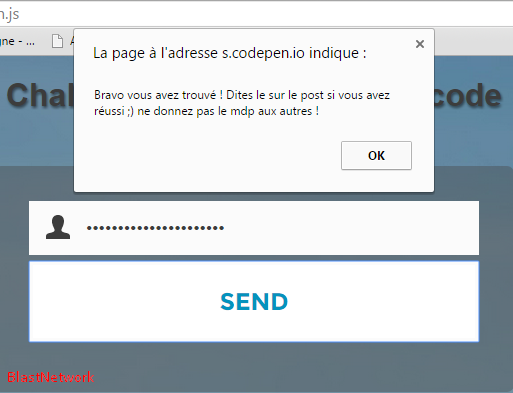 n.js
gne - ...
La page à l'adresse s.codepen.io indique :
Bravo vous avez trouvé ! Dites le sur le post si vous avez
réussi ;) ne donnez pas le mdp aux autres !
OK
Chal
code
SEND
BlastNetwork